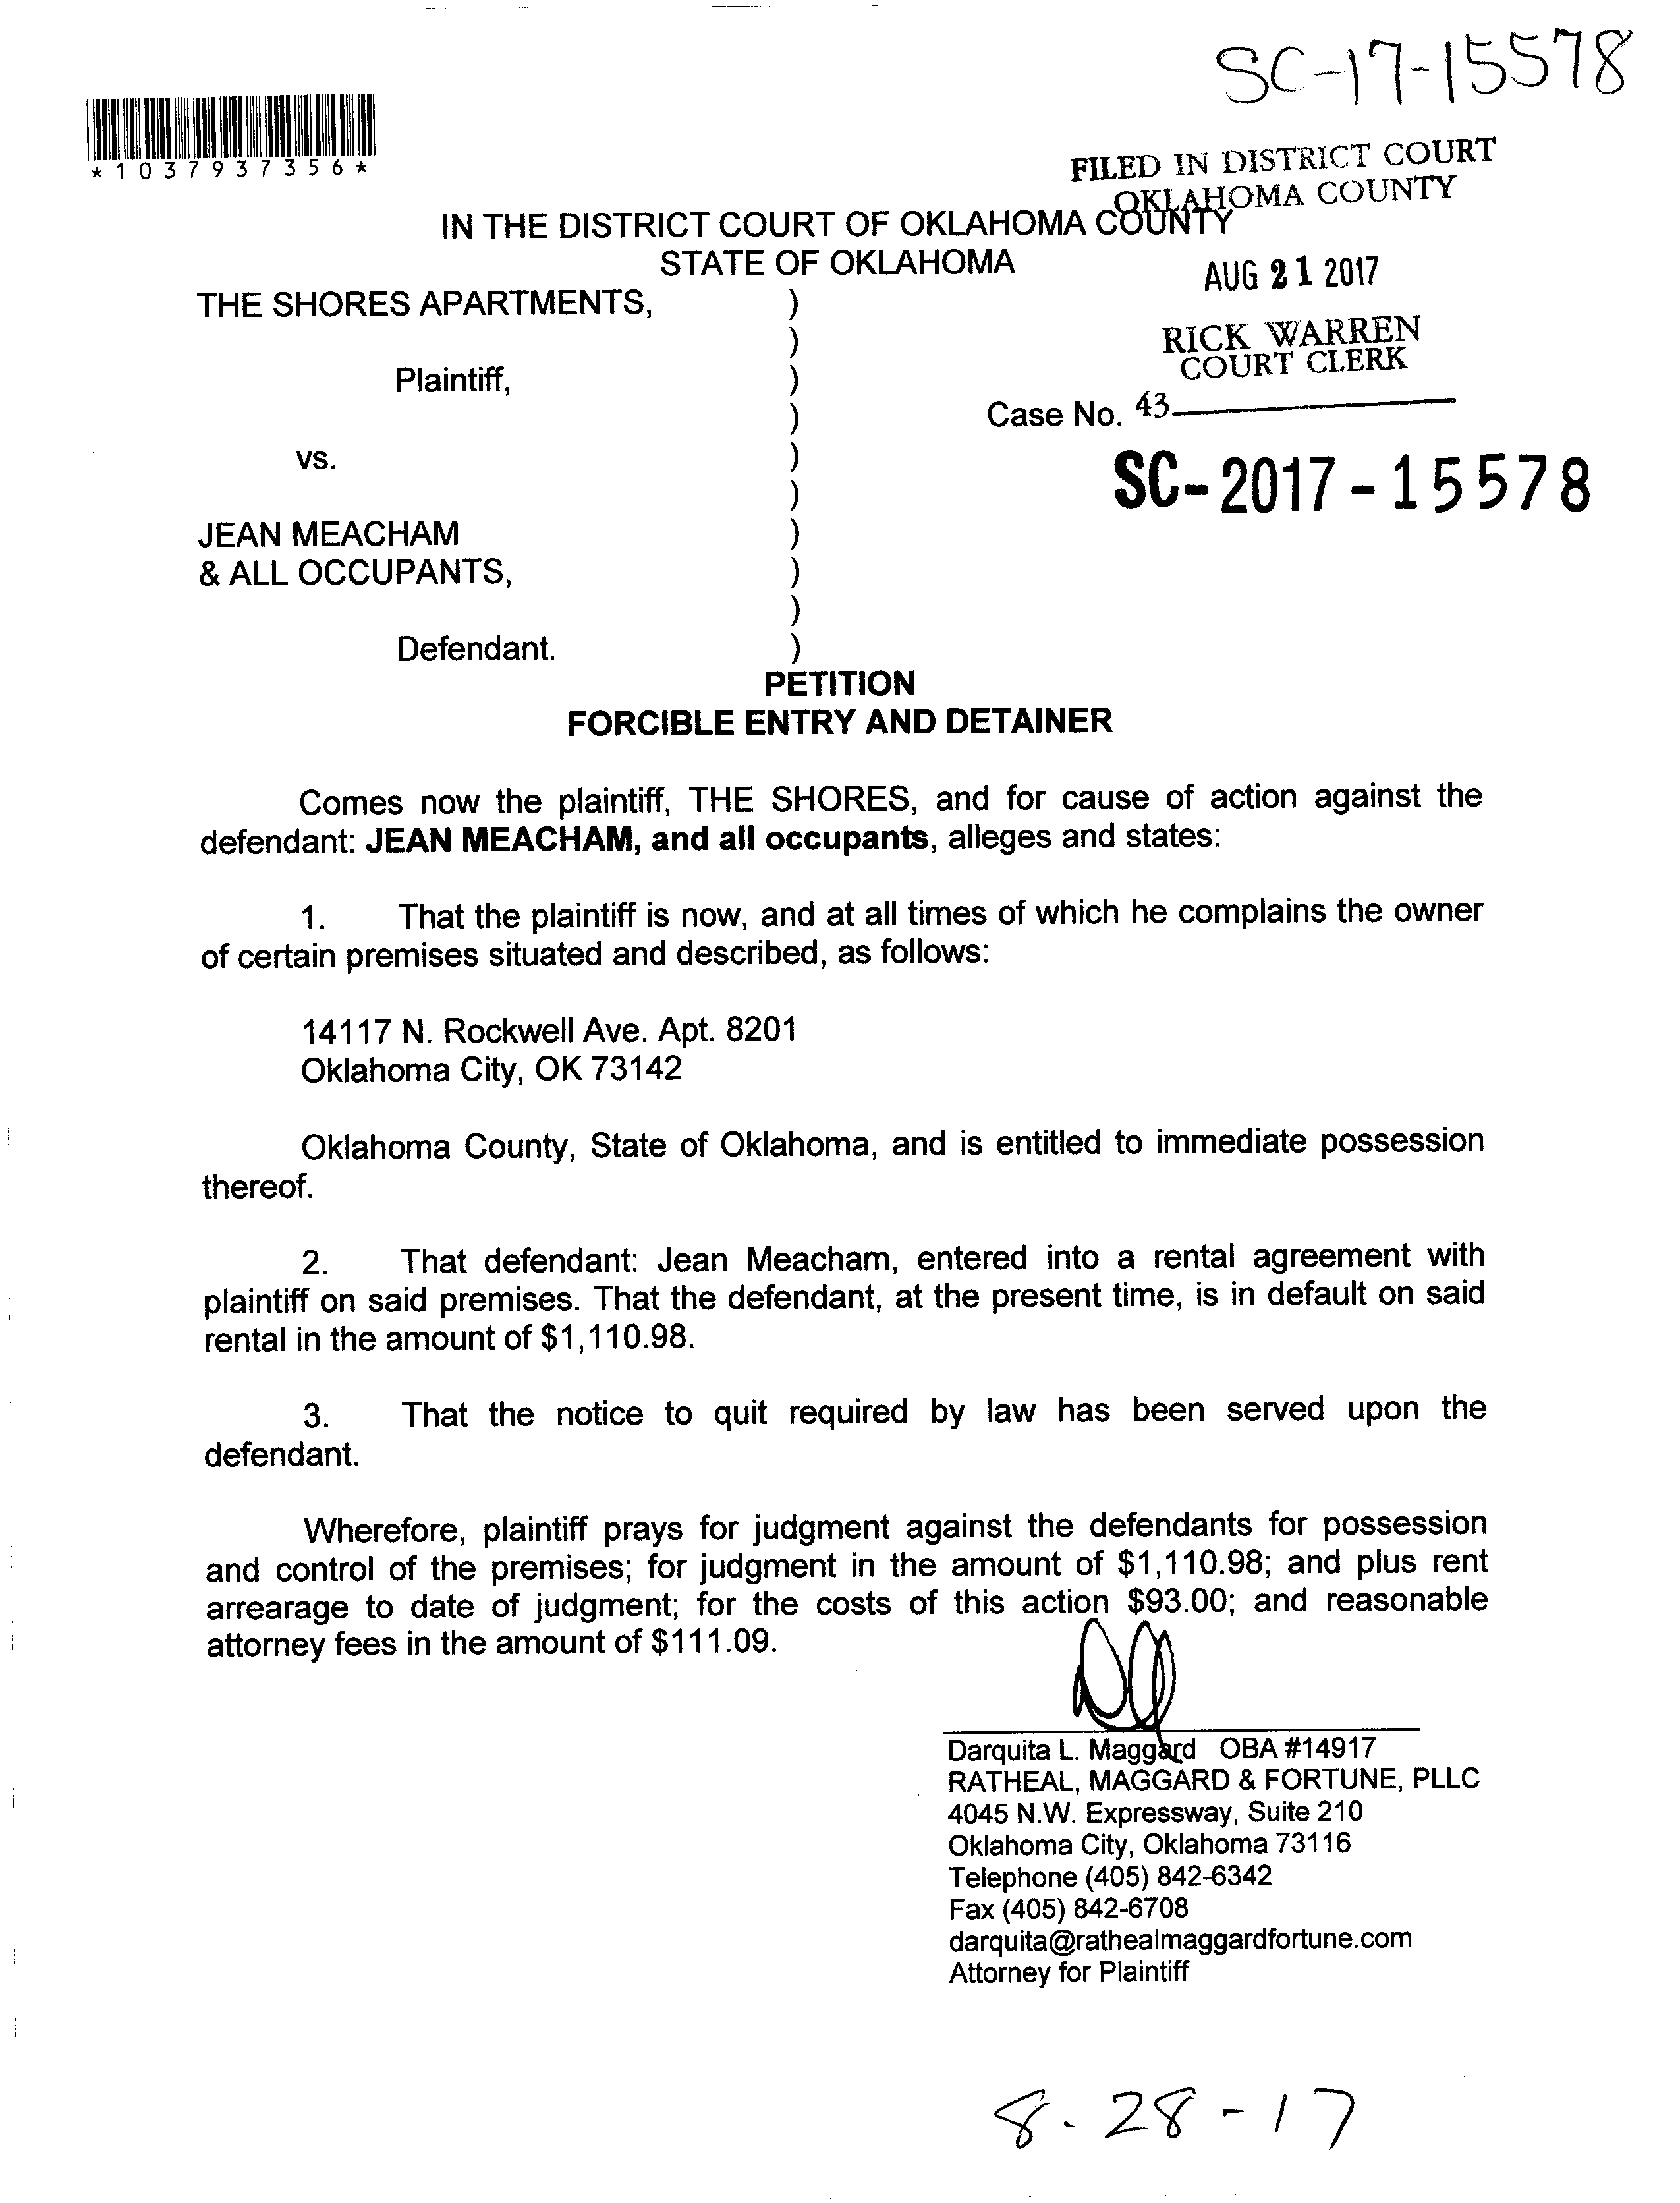 SC-17-15578
*1037937356*
FILED IN DISTRICT COURT
OKLAHOMA COUNTY
IN THE DISTRICT COURT OF OKLAHOMA COUNTY
STATE OF OKLAHOMA
AUG 21 2017
THE SHORES APARTMENTS, )
)
RICK WARREN
COURT CLERK
Plaintiff, )
) Case No. 43
vs. )
SC-2017-15578
)
JEAN MEACHAM )
& ALL OCCUPANTS, )
)
Defendant. )
PETITION
FORCIBLE ENTRY AND DETAINER
Comes now the plaintiff, THE SHORES, and for cause of action against the
defendant: JEAN MEACHAM, and all occupants, alleges and states:
1. That the plaintiff is now, and at all times of which he complains the owner
of certain premises situated and described, as follows:
14117 N. Rockwell Ave. Apt. 8201
Oklahoma City, OK 73142
Oklahoma County, State of Oklahoma, and is entitled to immediate possession
thereof.
2. That defendant: Jean Meacham, entered into a rental agreement with
plaintiff on said premises. That the defendant, at the present time, is in default on said
rental in the amount of $1,110.98.
3. That the notice to quit required by law has been served upon the
defendant.
Wherefore, plaintiff prays for judgment against the defendants for possession
and control of the premises; for judgment in the amount of $1,110.98; and plus rent
arrearage to date of judgment; for the costs of this action $93.00; and reasonable
attorney fees in the amount of $111.09.
Darquita L. Maggard OBA #14917
RATHEAL, MAGGARD & FORTUNE, PLLC
4045 N.W. Expressway, Suite 210
Oklahoma City, Oklahoma 73116
Telephone (405) 842-6342
Fax (405) 842-6708
darquita@rathealmaggardfortune.com
Attorney for Plaintiff
8-28-17